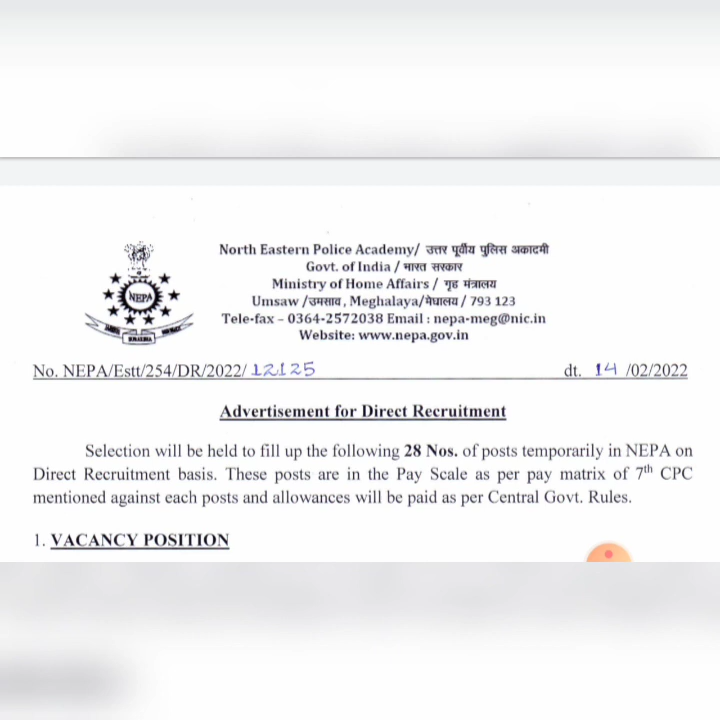 North Eastern Police Academy/ उत्तर पूर्वीय पुलिस अकादमी
Govt. of India / भारत सरकार
Ministry of Home Affairs / गृह मंत्रालय
Umsaw /उमसाव, Meghalaya/मेघालय/ 793 123
Tele-fax – 0364-2572038 Email : nepa-meg@nic.in
Website: www.nepa.gov.in
NEPA
No. NEPA/Estt/254/DR/2022/ 12125 dt. 14 /02/2022
Advertisement for Direct Recruitment
Selection will be held to fill up the following 28 Nos. of posts temporarily in NEPA on
Direct Recruitment basis. These posts are in the Pay Scale as per pay matrix of 7th CPC
mentioned against each posts and allowances will be paid as per Central Govt. Rules.
1. VACANCY POSITION